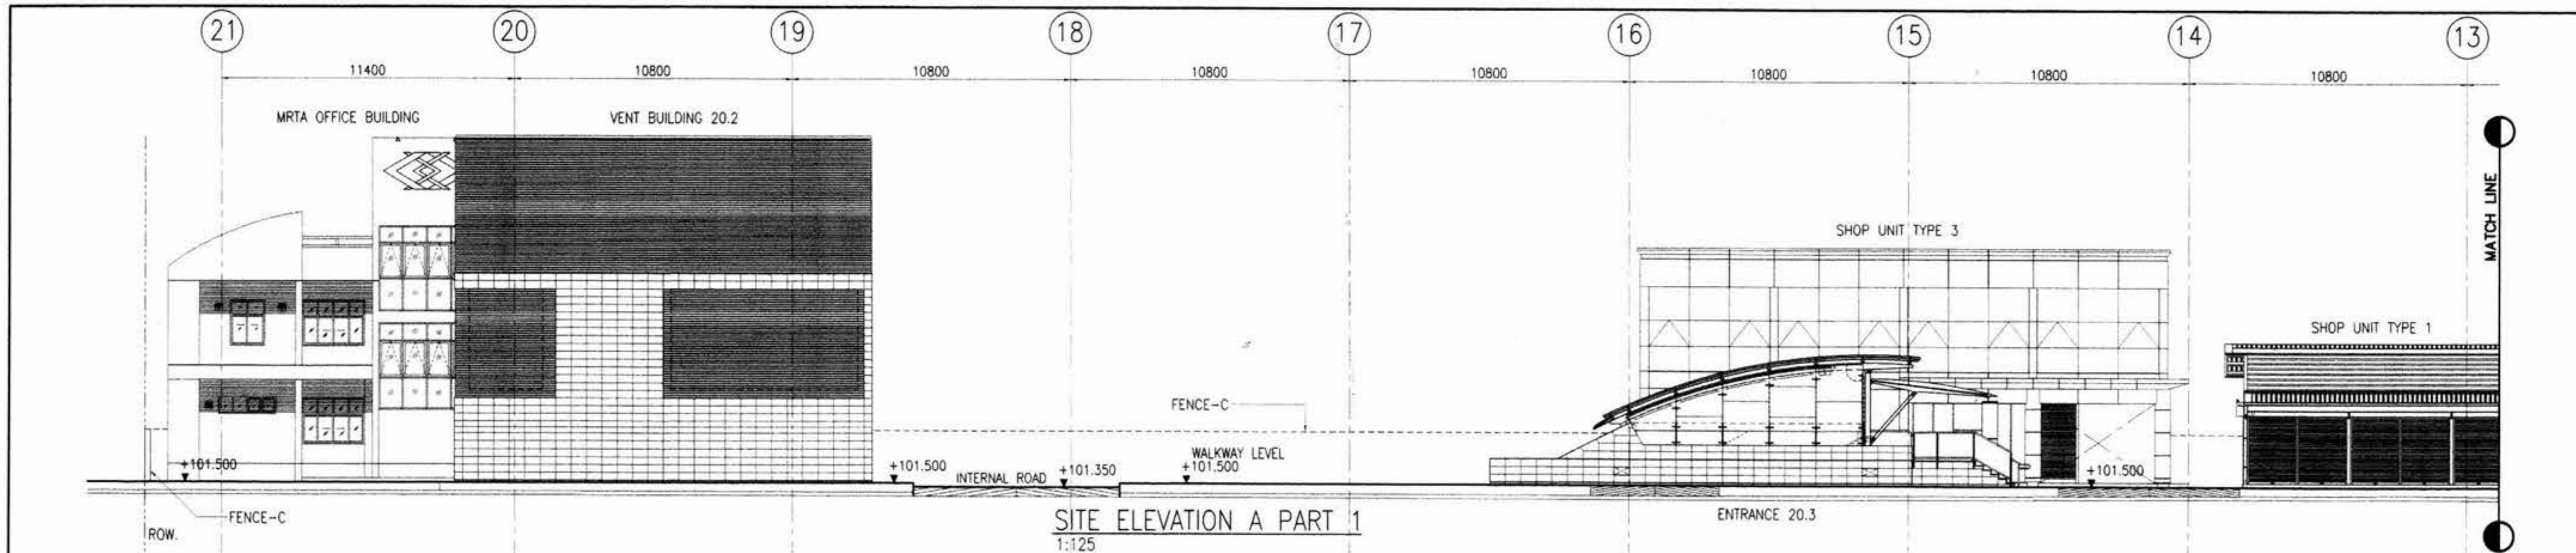 21 20 19 18 17 16 15 14 13
11400 10800 10800 10800 10800 10800 10800 10800
MRTA OFFICE BUILDING
VENT BUILDING 20.2
SHOP UNIT TYPE 3
MATCH LINE
SHOP UNIT TYPE 1
FENCE-C
WALKWAY LEVEL
+101.500
+101.500
INTERNAL ROAD
+101.350
+101.500
+101.500
FENCE-C
ENTRANCE 20.3
SITE ELEVATION A PART 1
1:125
ROW.